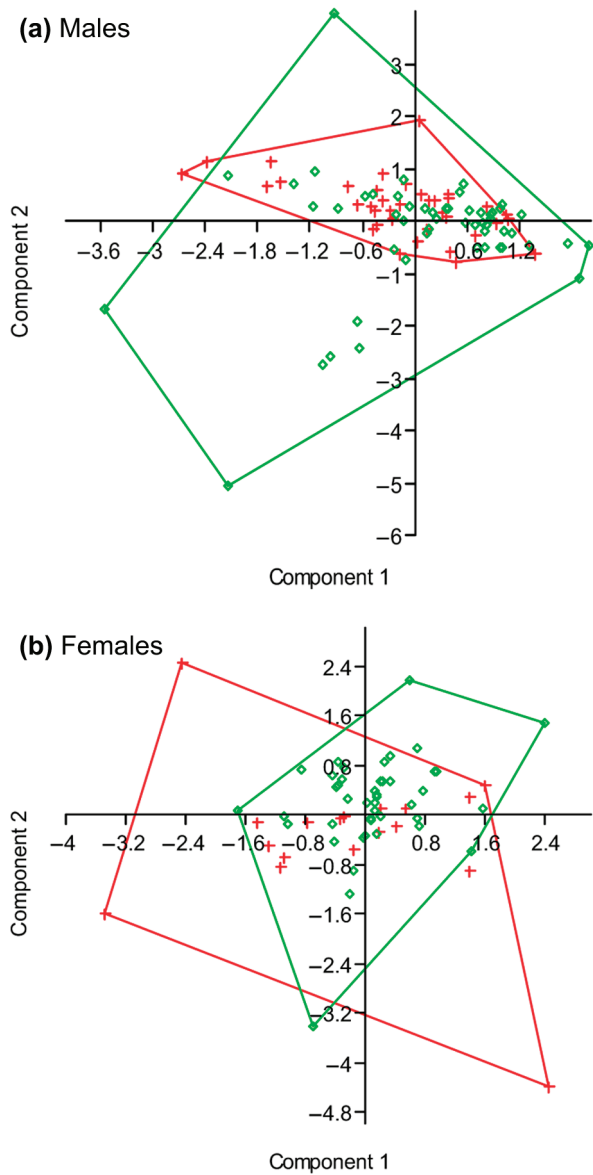 (a) Males
3
2
1
0
–3.6 –3 –2.4 –1.8 –1.2 –0.6 0.6 1.2
–1
–2
–3
–4
–5
–6
Component 2
Component 1
(b) Females
2.4
1.6
0.8
–4 –3.2 –2.4 –1.6 –0.8 0.8 1.6 2.4
–0.8
–1.6
–2.4
–3.2
–4
–4.8
Component 2
Component 1